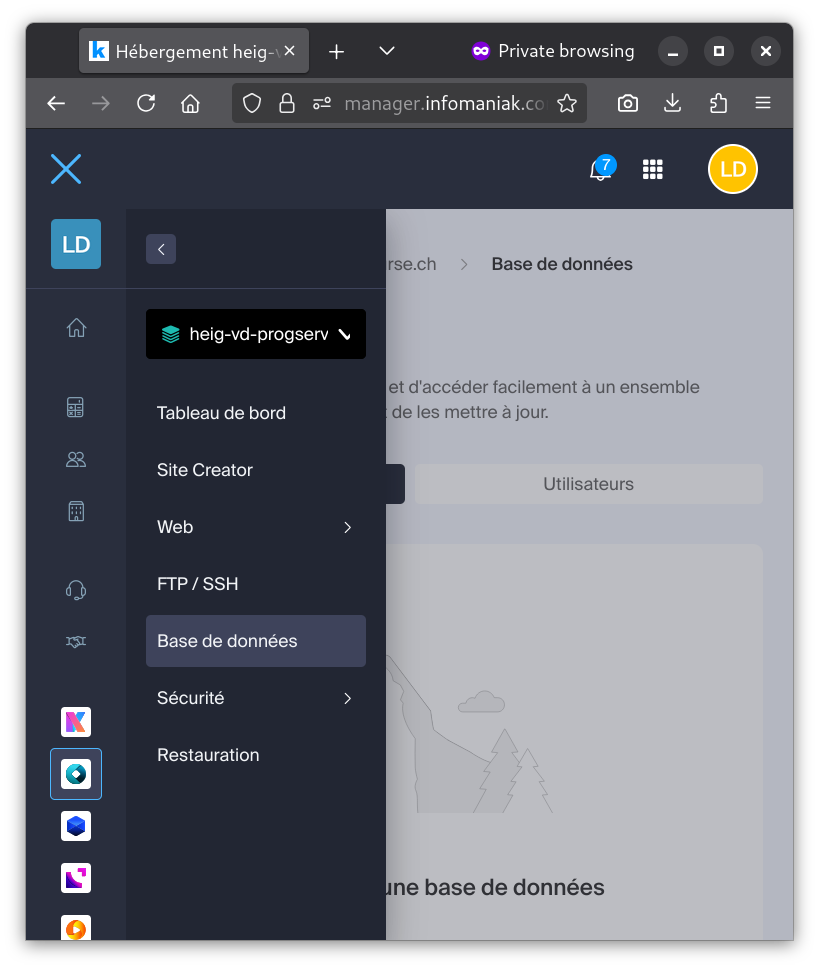 Hébergement heig-v
Private browsing
manager.infomaniak.co
7
LD
LD
rse.ch > Base de données
heig-vd-progserv
et d'accéder facilement à un ensemble
de les mettre à jour.
Tableau de bord
Site Creator
Utilisateurs
Web
FTP / SSH
Base de données
Sécurité
Restauration
une base de données